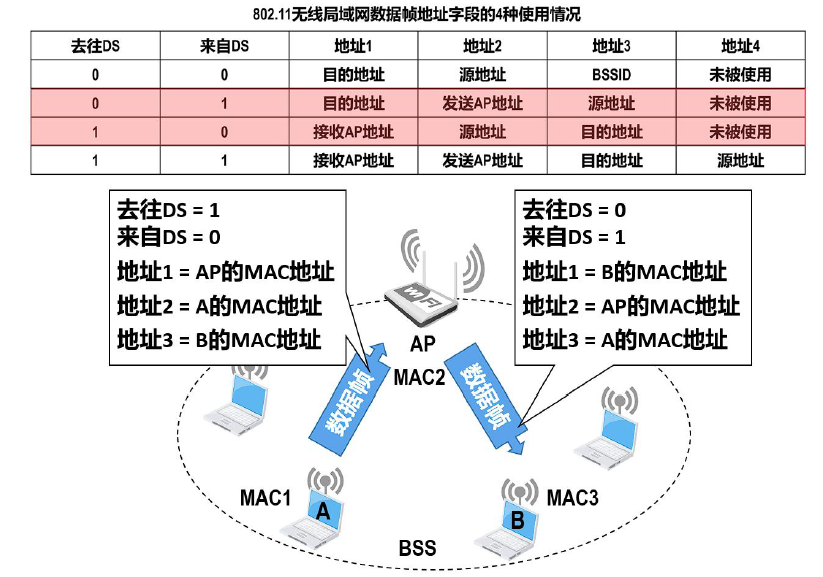 802.11无线局域网数据帧地址字段的4种使用情况
去往DS 来自DS 地址1 地址2 地址3 地址4
0 0 目的地址 源地址 BSSID 未被使用
0 1 目的地址 发送AP地址 源地址 未被使用
1 0 接收AP地址 源地址 目的地址 未被使用
1 1 接收AP地址 发送AP地址 目的地址 源地址
去往DS = 1
来自DS = 0
地址1 = AP的MAC地址
地址2 = A的MAC地址
地址3 = B的MAC地址
去往DS = 0
来自DS = 1
地址1 = B的MAC地址
地址2 = AP的MAC地址
地址3 = A的MAC地址
WiFi
AP
MAC2
数据帧
数据帧
MAC1
A
B
MAC3
BSS